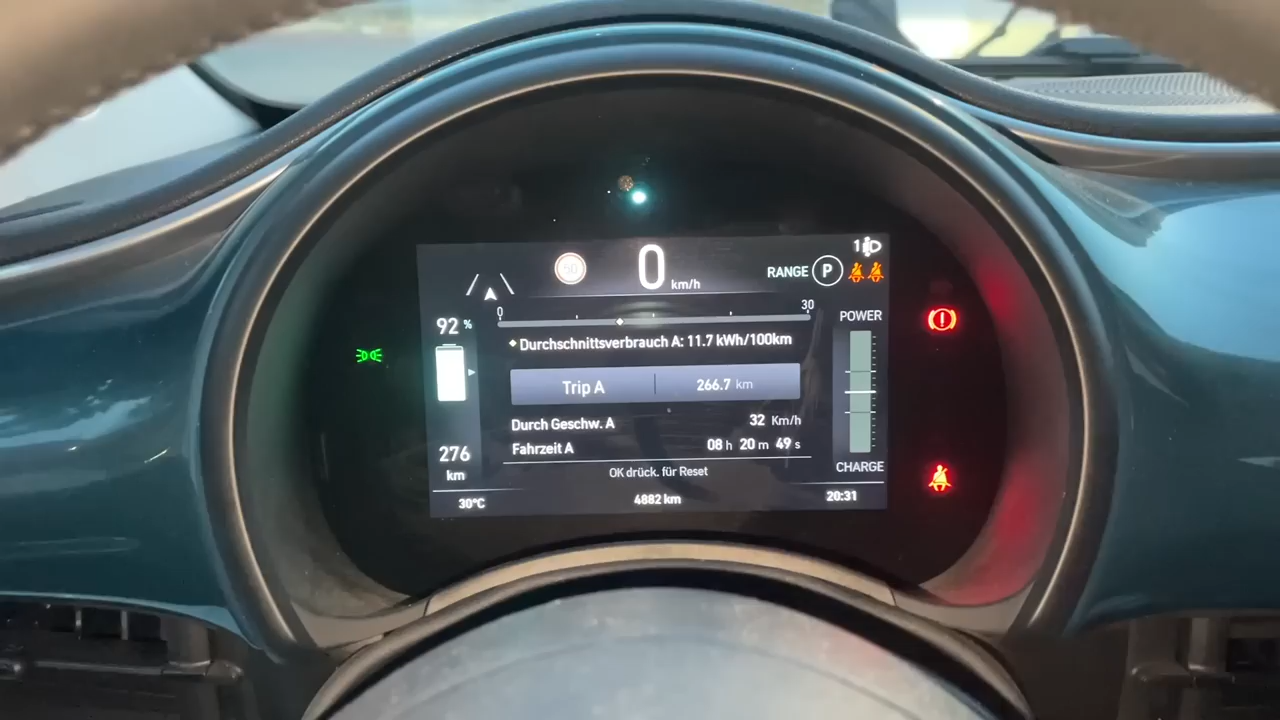 50
0 km/h
1
RANGE P
92 %
0 30
POWER
Durchschnittsverbrauch A: 11.7 kWh/100km
Trip A 266.7 km
Durch Geschw. A 32 Km/h
Fahrzeit A 08 h 20 m 49 s
276
km
CHARGE
OK drück. für Reset
30°C 4882 km 20:31